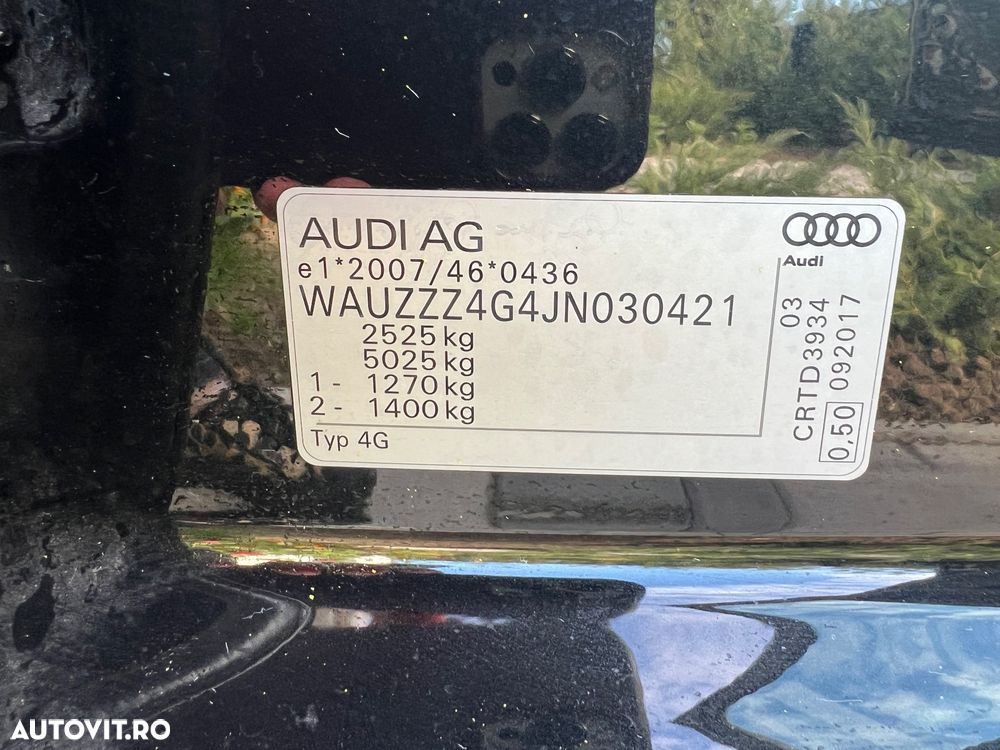 AUDI AG
e1*2007/46*0436
WAUZZZ4G4JN030421
2525 kg
5025 kg
1 - 1270 kg
2 - 1400 kg
Typ 4G
Audi
03
CRTD3934
0,50 092017
AUTOVIT.RO